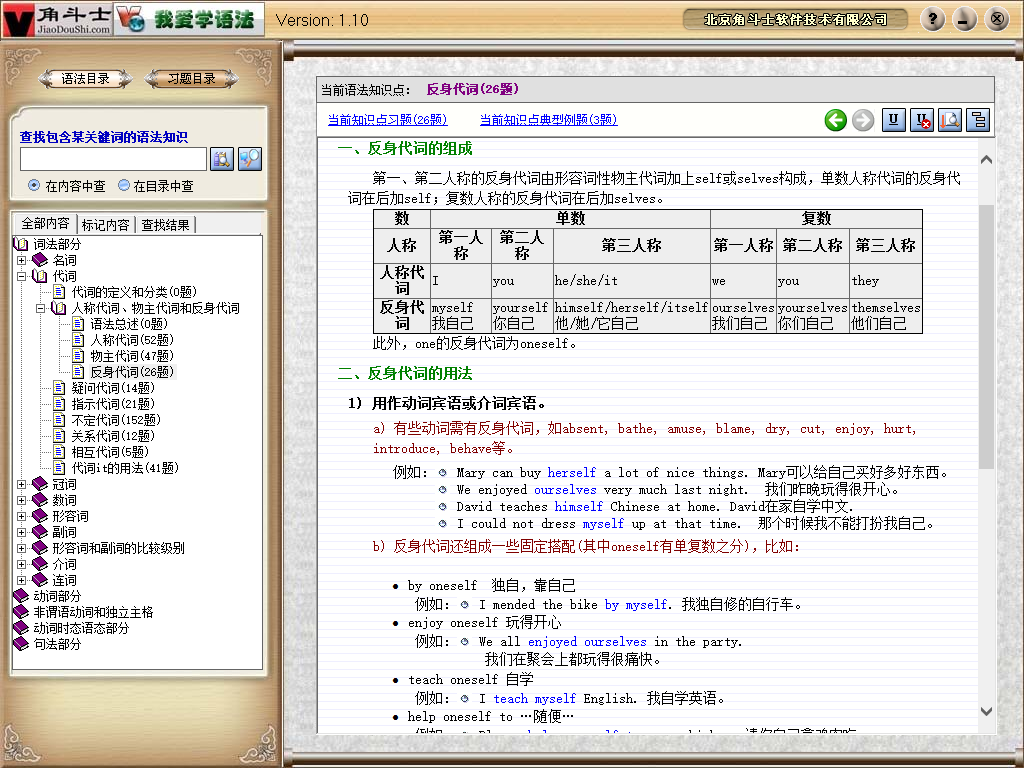 角斗士
JiaoDouShi.com
我爱学语法
Version: 1.10
北京角斗士软件技术有限公司
语法目录
习题目录
查找包含某关键词的语法知识
在内容中查
在目录中查
全部内容
标记内容
查找结果
词法部分
名词
代词
代词的定义和分类(0题)
人称代词、物主代词和反身代词
语法总述(0题)
人称代词(52题)
物主代词(47题)
反身代词(26题)
疑问代词(14题)
指示代词(21题)
不定代词(152题)
关系代词(12题)
相互代词(5题)
代词it的用法(41题)
冠词
数词
形容词
副词
形容词和副词的比较级别
介词
连词
动词部分
非谓语动词和独立主格
动词时态语态部分
句法部分
当前语法知识点： 反身代词(26题)
当前知识点习题(26题)
当前知识点典型例题(3题)
一、反身代词的组成
第一、第二人称的反身代词由形容词性物主代词加上self或selves构成，单数人称代词的反身代
词在后加self；复数人称的反身代词在后加selves。
数 单数 复数
人称 第一人称 第二人称 第三人称 第一人称 第二人称 第三人称
人称代词 I you he/she/it we you they
反身代词 myself 我自己 yourself 你自己 himself/herself/itself 他/她/它自己 ourselves 我们自己 yourselves 你们自己 themselves 他们自己
此外，one的反身代词为oneself。
二、反身代词的用法
1) 用作动词宾语或介词宾语。
a) 有些动词需有反身代词，如absent, bathe, amuse, blame, dry, cut, enjoy, hurt,
introduce, behave等。
例如： Mary can buy herself a lot of nice things. Mary可以给自己买好多好东西。
We enjoyed ourselves very much last night. 我们昨晚玩得很开心。
David teaches himself Chinese at home. David在家自学中文.
I could not dress myself up at that time. 那个时候我不能打扮我自己。
b) 反身代词还组成一些固定搭配(其中oneself有单复数之分)，比如：
• by oneself 独自，靠自己
例如： I mended the bike by myself. 我独自修的自行车。
• enjoy oneself 玩得开心
例如： We all enjoyed ourselves in the party.
我们在聚会上都玩得很痛快。
• teach oneself 自学
例如： I teach myself English. 我自学英语。
• help oneself to …随便…